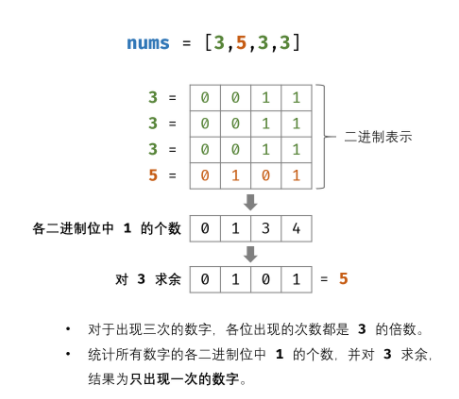 nums = [3,5,3,3]
3 = 0 0 1 1
3 = 0 0 1 1
3 = 0 0 1 1
二进制表示
5 = 0 1 0 1
各二进制位中 1 的个数 0 1 3 4
对 3 求余 0 1 0 1 = 5
• 对于出现三次的数字，各位出现的次数都是 3 的倍数。
• 统计所有数字的各二进制位中 1 的个数，并对 3 求余，
结果为只出现一次的数字。